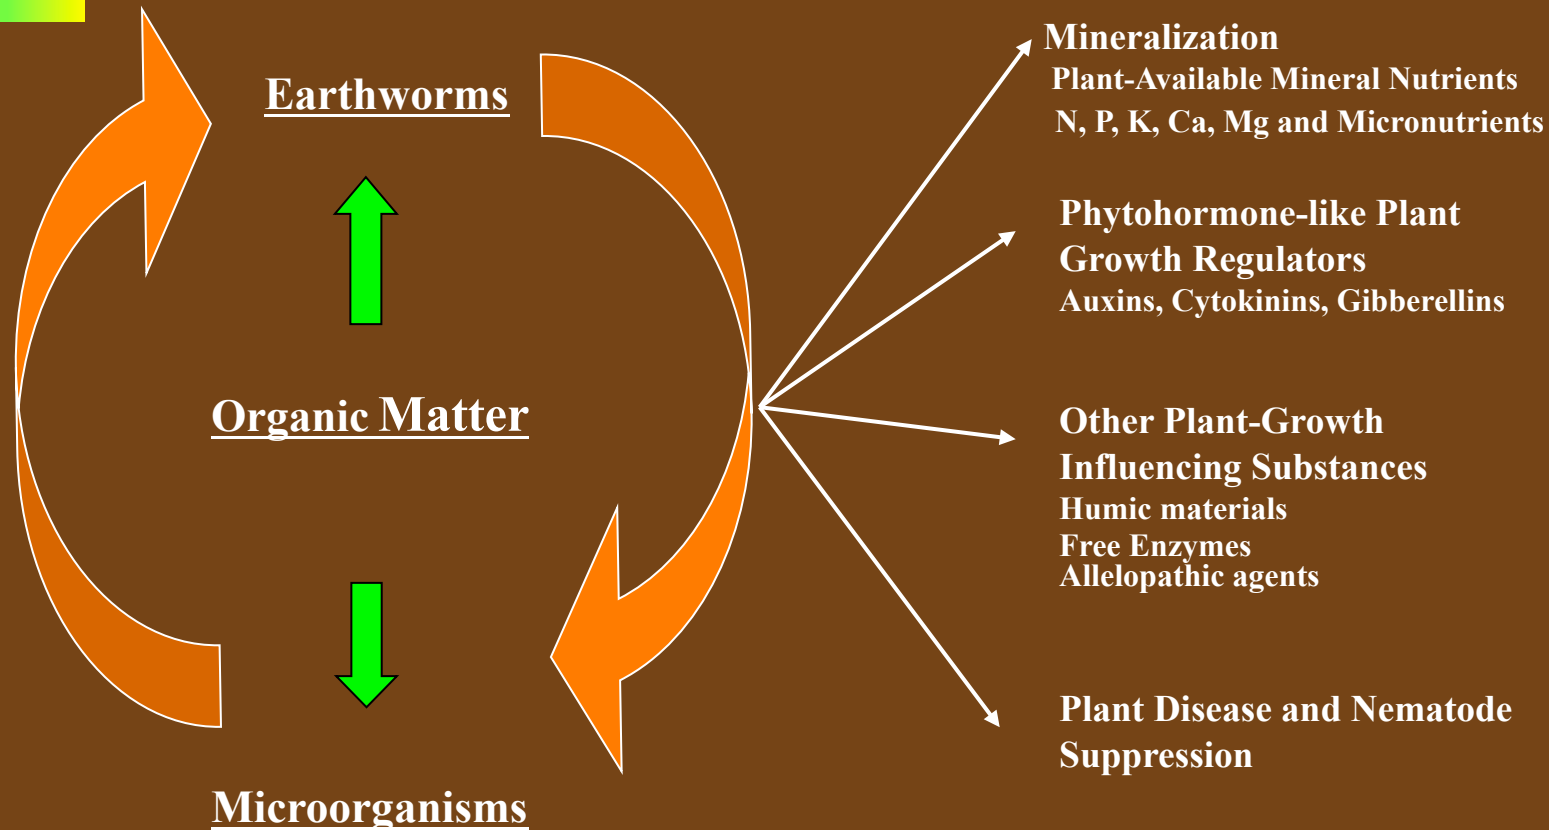 Earthworms
Organic Matter
Microorganisms
Mineralization
Plant-Available Mineral Nutrients
N, P, K, Ca, Mg and Micronutrients
Phytohormone-like Plant
Growth Regulators
Auxins, Cytokinins, Gibberellins
Other Plant-Growth
Influencing Substances
Humic materials
Free Enzymes
Allelopathic agents
Plant Disease and Nematode
Suppression